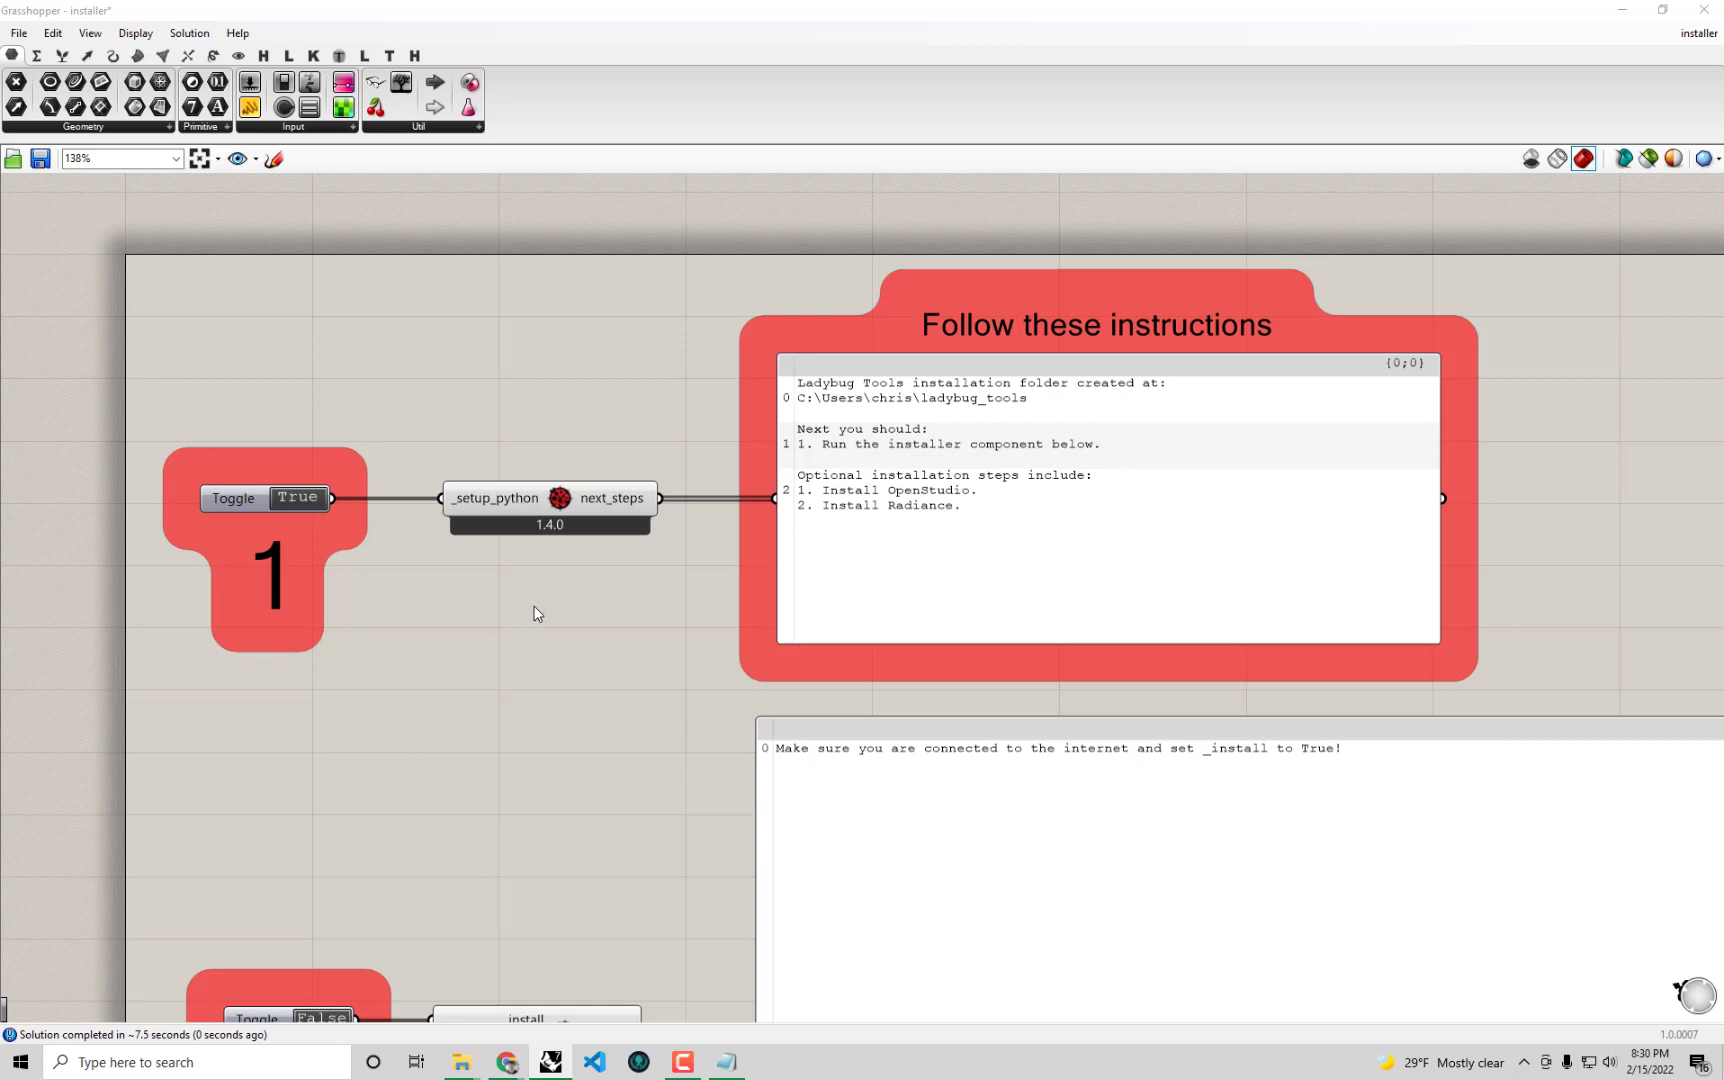 Grasshopper - installer*
File Edit View Display Solution Help installer
Σ H L K T L T H
0.1
7 A
Geometry + Primitive + Input + Util +
138%
Follow these instructions
{0;0}
Ladybug Tools installation folder created at:
0 C:\Users\chris\ladybug_tools
Next you should:
1 1. Run the installer component below.
Optional installation steps include:
2 1. Install OpenStudio.
2. Install Radiance.
Toggle True
_setup_python next_steps
1.4.0
1
0 Make sure you are connected to the internet and set _install to True!
Toggle False
install
Solution completed in ~7.5 seconds (0 seconds ago)
1.0.0007
Type here to search
29°F Mostly clear
8:30 PM
2/15/2022
16